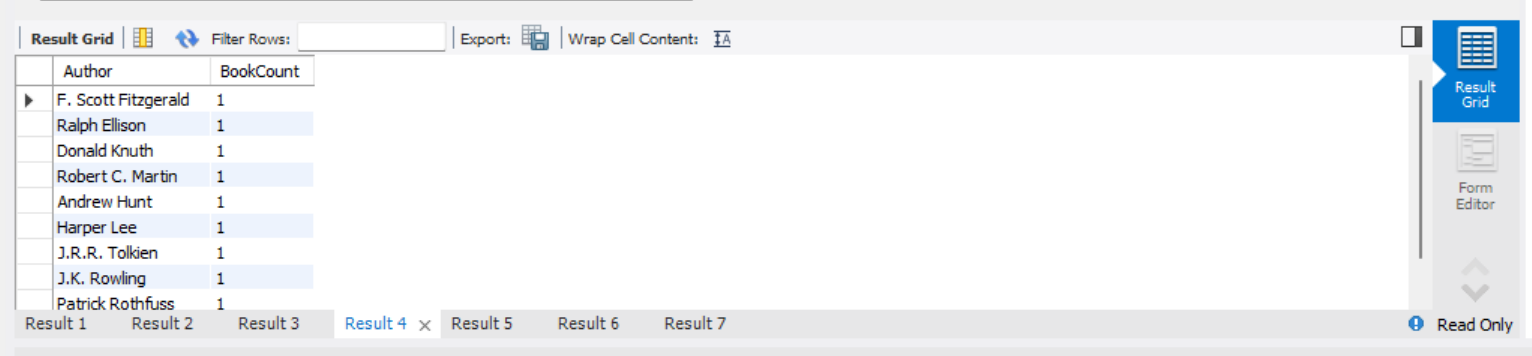 Result Grid Filter Rows: Export: Wrap Cell Content: IA
Author BookCount
F. Scott Fitzgerald 1
Ralph Ellison 1
Donald Knuth 1
Robert C. Martin 1
Andrew Hunt 1
Harper Lee 1
J.R.R. Tolkien 1
J.K. Rowling 1
Patrick Rothfuss 1
Result 1 Result 2 Result 3 Result 4 × Result 5 Result 6 Result 7
Result
Grid
Form
Editor
Read Only